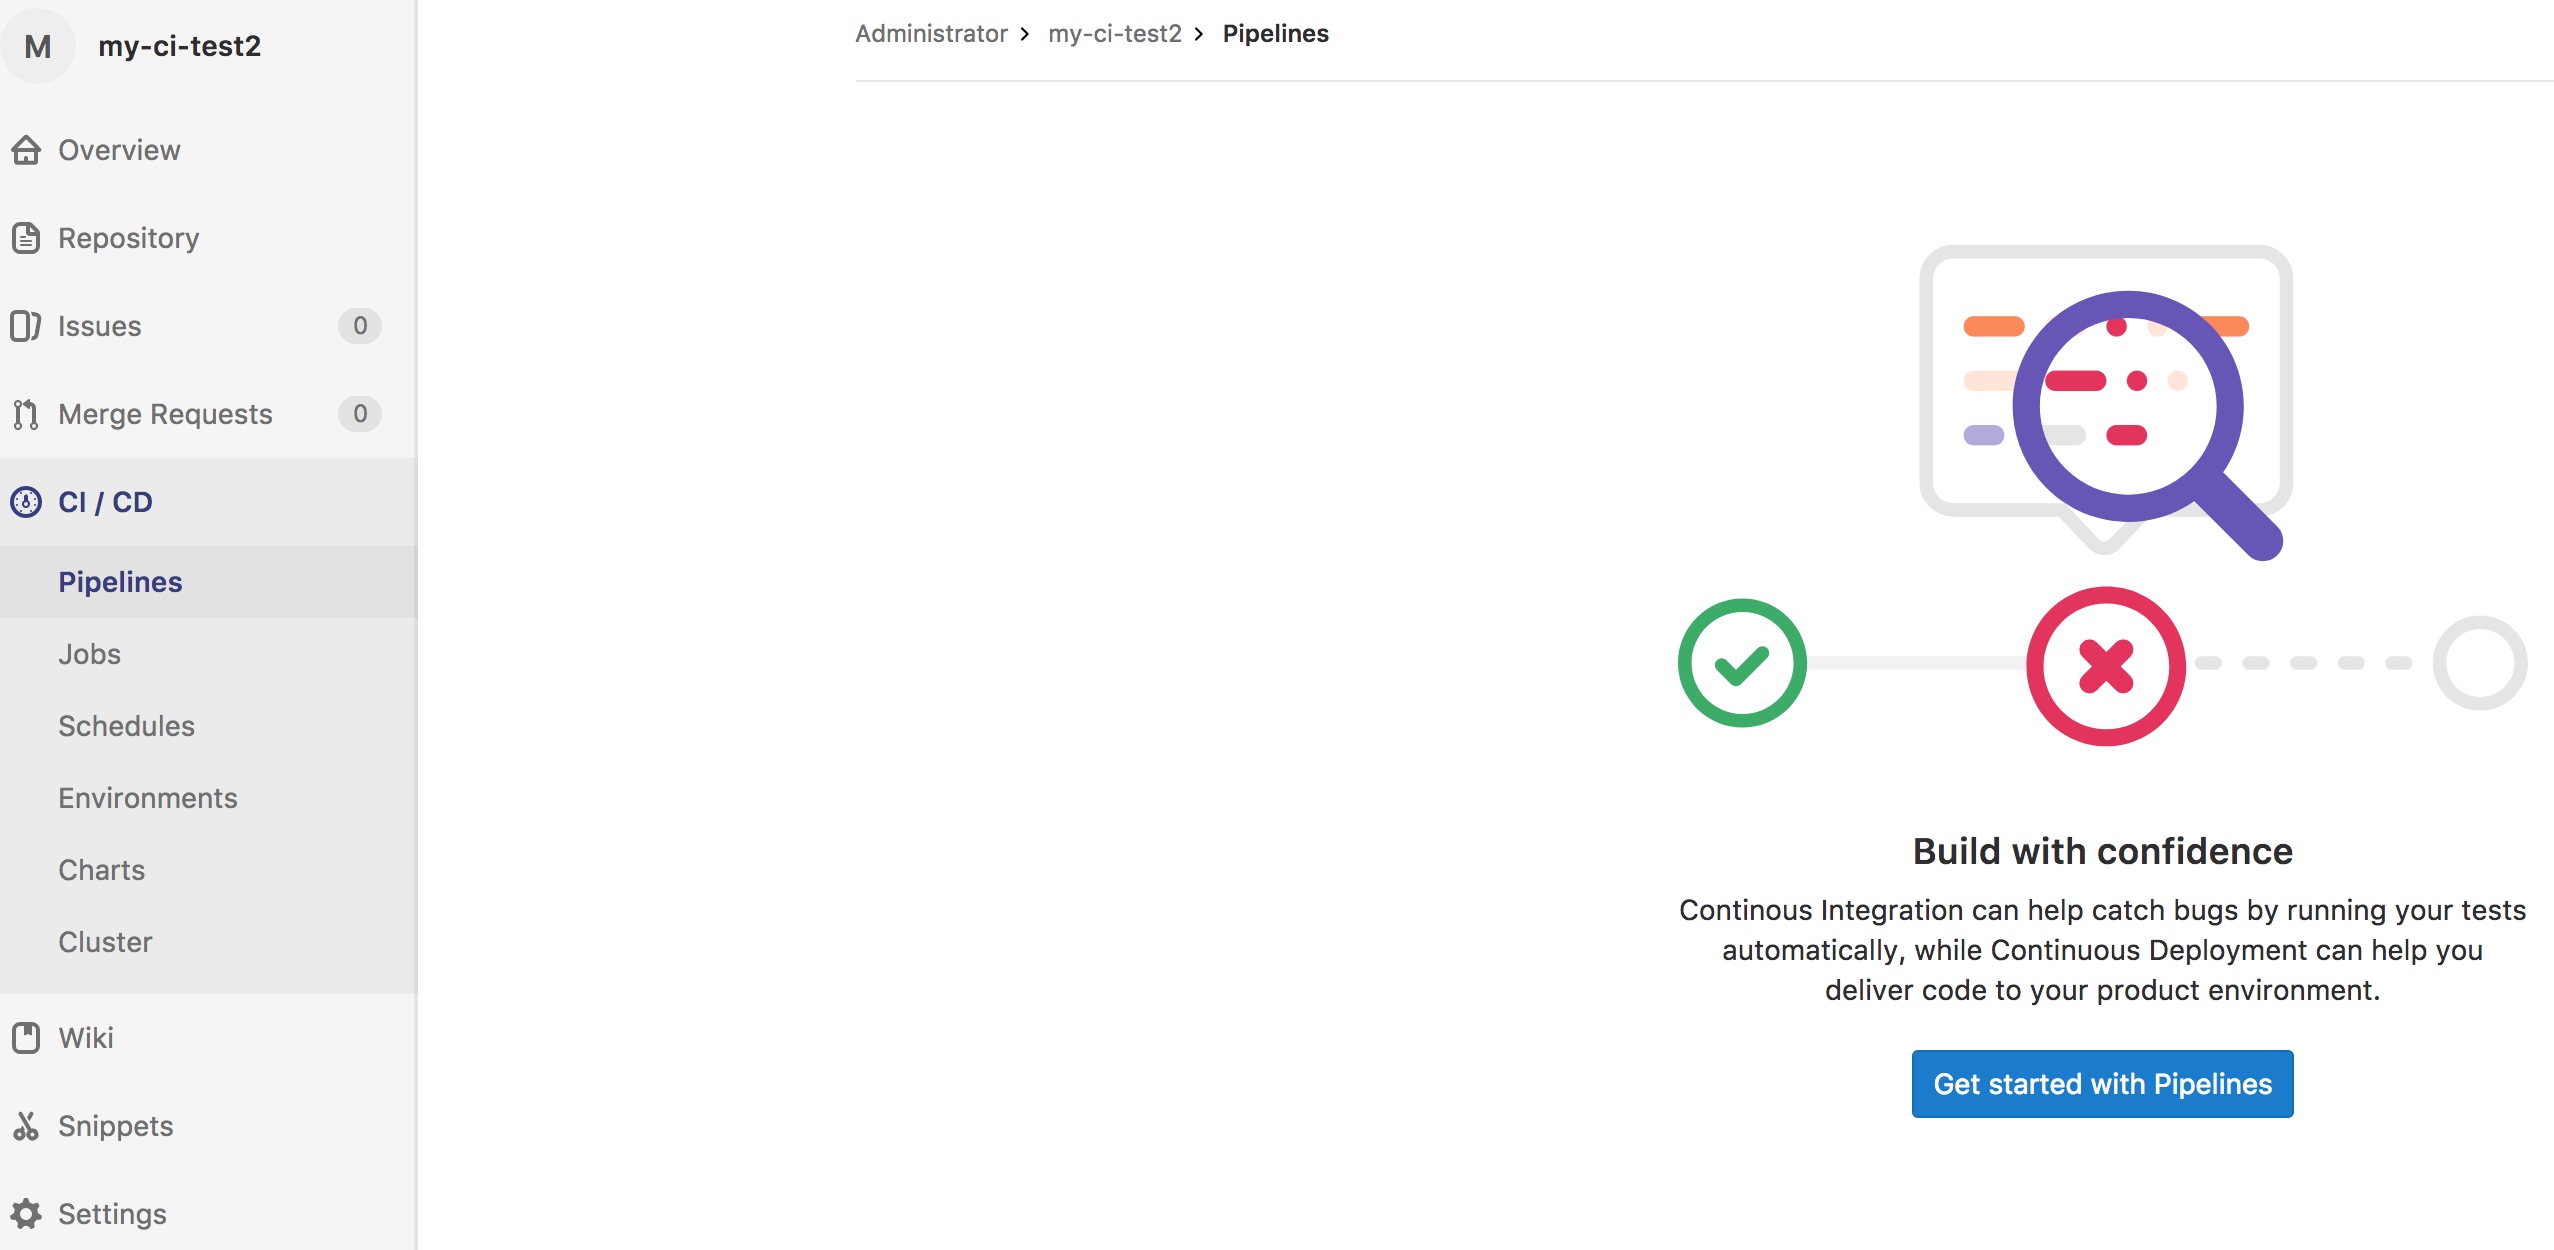 M my-ci-test2
Overview
Repository
Issues 0
Merge Requests 0
CI / CD
Pipelines
Jobs
Schedules
Environments
Charts
Cluster
Wiki
Snippets
Settings
Administrator > my-ci-test2 > Pipelines
Build with confidence
Continous Integration can help catch bugs by running your tests
automatically, while Continuous Deployment can help you
deliver code to your product environment.
Get started with Pipelines